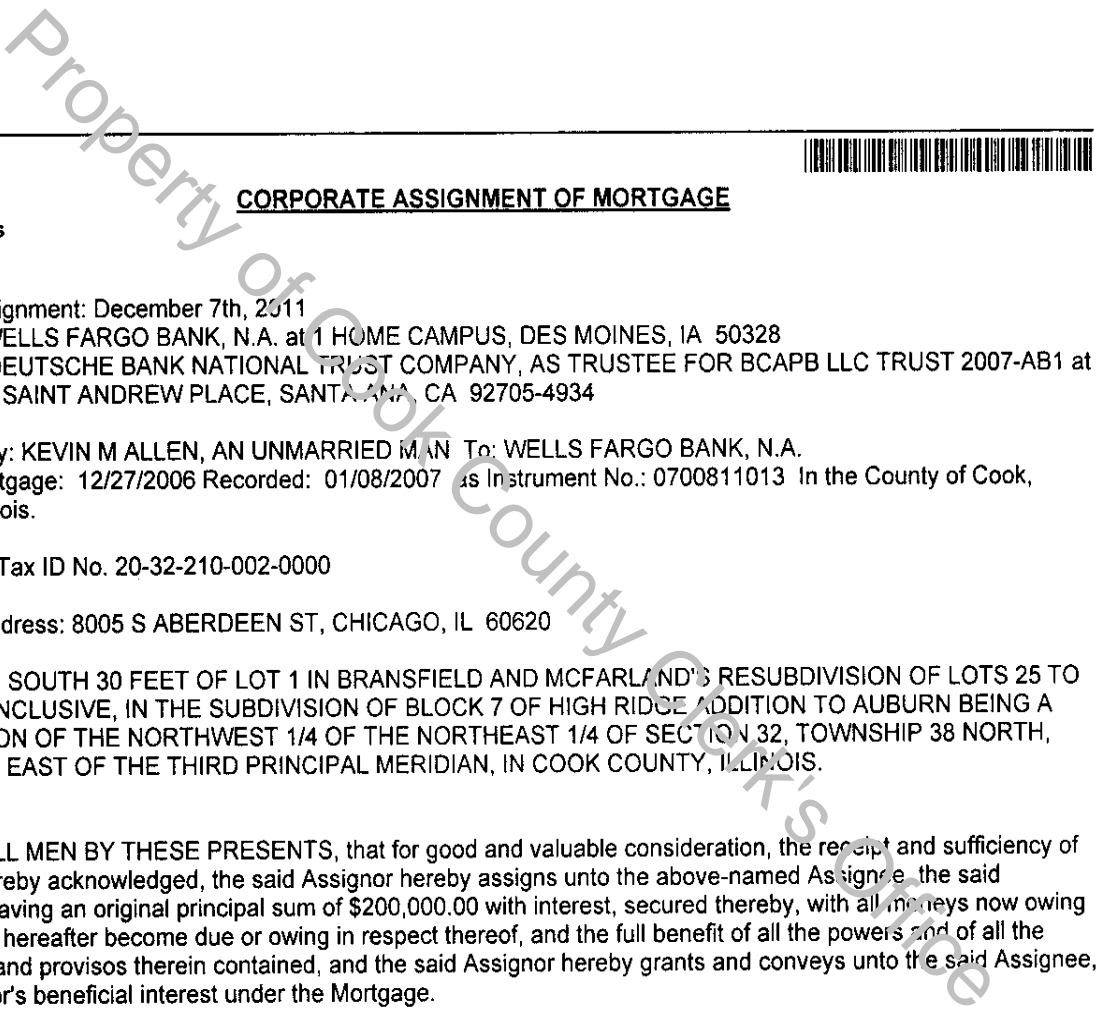 Property of Cook County Clerk's Office
CORPORATE ASSIGNMENT OF MORTGAGE
s
ignment: December 7th, 2011
ELLS FARGO BANK, N.A. at 1 HOME CAMPUS, DES MOINES, IA 50328
DEUTSCHE BANK NATIONAL TRUST COMPANY, AS TRUSTEE FOR BCAPB LLC TRUST 2007-AB1 at
SAINT ANDREW PLACE, SANTA ANA, CA 92705-4934
y: KEVIN M ALLEN, AN UNMARRIED MAN To: WELLS FARGO BANK, N.A.
tgage: 12/27/2006 Recorded: 01/08/2007 as Instrument No.: 0700811013 In the County of Cook,
ois.
Tax ID No. 20-32-210-002-0000
dress: 8005 S ABERDEEN ST, CHICAGO, IL 60620
SOUTH 30 FEET OF LOT 1 IN BRANSFIELD AND MCFARLAND'S RESUBDIVISION OF LOTS 25 TO
NCLUSIVE, IN THE SUBDIVISION OF BLOCK 7 OF HIGH RIDGE ADDITION TO AUBURN BEING A
ON OF THE NORTHWEST 1/4 OF THE NORTHEAST 1/4 OF SECTION 32, TOWNSHIP 38 NORTH,
EAST OF THE THIRD PRINCIPAL MERIDIAN, IN COOK COUNTY, ILLINOIS.
LL MEN BY THESE PRESENTS, that for good and valuable consideration, the receipt and sufficiency of
reby acknowledged, the said Assignor hereby assigns unto the above-named Assignee, the said
aving an original principal sum of $200,000.00 with interest, secured thereby, with all moneys now owing
hereafter become due or owing in respect thereof, and the full benefit of all the powers and of all the
and provisos therein contained, and the said Assignor hereby grants and conveys unto the said Assignee,
or's beneficial interest under the Mortgage.